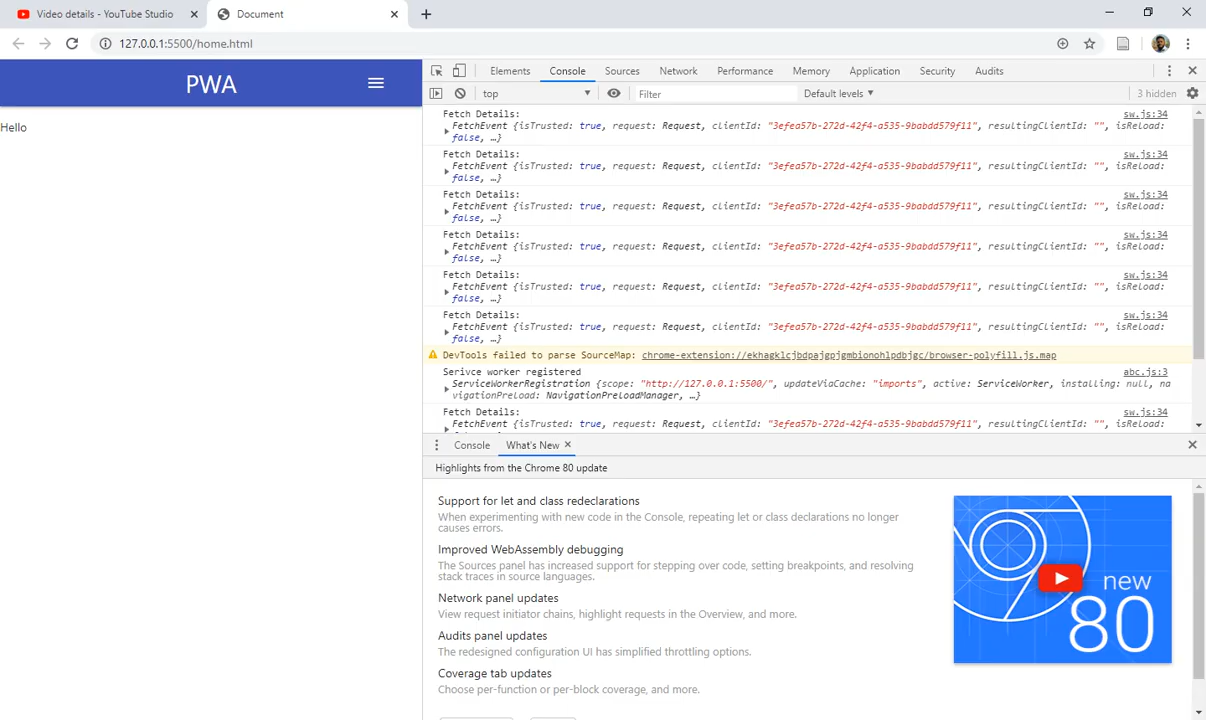 Video details - YouTube Studio
Document
127.0.0.1:5500/home.html
PWA
Hello
Elements Console Sources Network Performance Memory Application Security Audits
top Filter Default levels 3 hidden
Fetch Details: sw.js:34
FetchEvent {isTrusted: true, request: Request, clientId: "3efea57b-272d-42f4-a535-9babdd579f11", resultingClientId: "", isReload:
false, …}
Fetch Details: sw.js:34
FetchEvent {isTrusted: true, request: Request, clientId: "3efea57b-272d-42f4-a535-9babdd579f11", resultingClientId: "", isReload:
false, …}
Fetch Details: sw.js:34
FetchEvent {isTrusted: true, request: Request, clientId: "3efea57b-272d-42f4-a535-9babdd579f11", resultingClientId: "", isReload:
false, …}
Fetch Details: sw.js:34
FetchEvent {isTrusted: true, request: Request, clientId: "3efea57b-272d-42f4-a535-9babdd579f11", resultingClientId: "", isReload:
false, …}
Fetch Details: sw.js:34
FetchEvent {isTrusted: true, request: Request, clientId: "3efea57b-272d-42f4-a535-9babdd579f11", resultingClientId: "", isReload:
false, …}
Fetch Details: sw.js:34
FetchEvent {isTrusted: true, request: Request, clientId: "3efea57b-272d-42f4-a535-9babdd579f11", resultingClientId: "", isReload:
false, …}
DevTools failed to parse SourceMap: chrome-extension://ekhagklcjbdpajgpjgmbionohlpdbjgc/browser-polyfill.js.map
Serivce worker registered abc.js:3
ServiceWorkerRegistration {scope: "http://127.0.0.1:5500/", updateViaCache: "imports", active: ServiceWorker, installing: null, na
vigationPreload: NavigationPreloadManager, …}
Fetch Details: sw.js:34
FetchEvent {isTrusted: true, request: Request, clientId: "3efea57b-272d-42f4-a535-9babdd579f11", resultingClientId: "", isReload:
Console What's New
Highlights from the Chrome 80 update
Support for let and class redeclarations
When experimenting with new code in the Console, repeating let or class declarations no longer
causes errors.
Improved WebAssembly debugging
The Sources panel has increased support for stepping over code, setting breakpoints, and resolving
stack traces in source languages.
Network panel updates
View request initiator chains, highlight requests in the Overview, and more.
Audits panel updates
The redesigned configuration UI has simplified throttling options.
Coverage tab updates
Choose per-function or per-block coverage, and more.
new
80